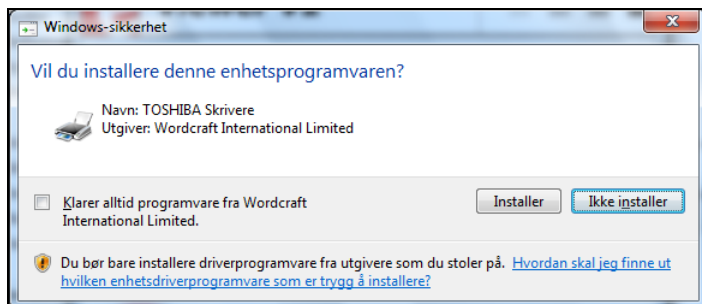 Windows-sikkerhet
Vil du installere denne enhetsprogramvaren?
Navn: TOSHIBA Skrivere
Utgiver: Wordcraft International Limited
Klarer alltid programvare fra Wordcraft
International Limited.
Installer
Ikke installer
Du bør bare installere driverprogramvare fra utgivere som du stoler på. Hvordan skal jeg finne ut
hvilken enhetsdriverprogramvare som er trygg å installere?